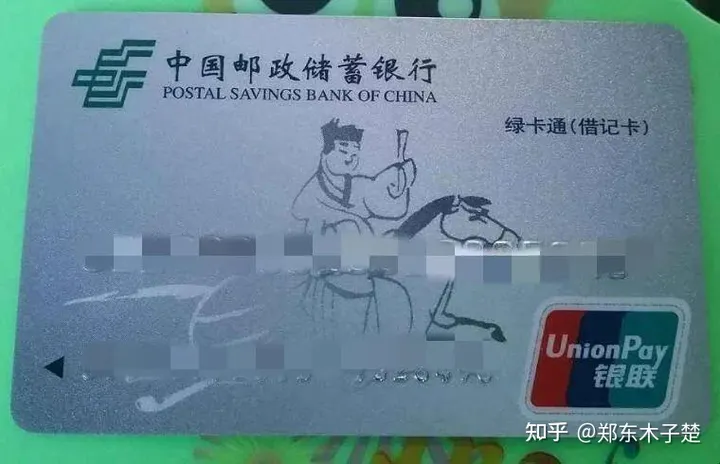 中国邮政储蓄银行
POSTAL SAVINGS BANK OF CHINA
绿卡通(借记卡)
UnionPay
银联
知乎 @郑东木子楚